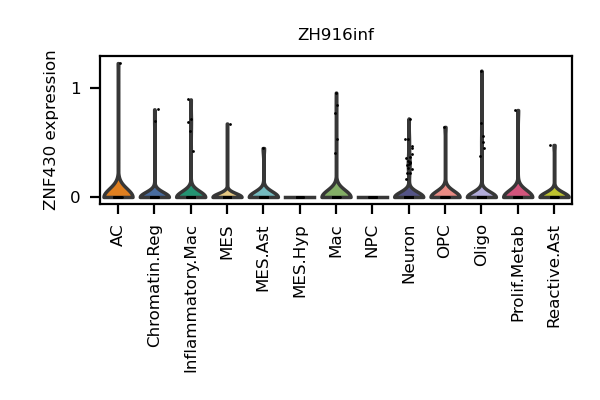 ZH916inf
ZNF430 expression
1
0
AC
Chromatin.Reg
Inflammatory.Mac
MES
MES.Ast
MES.Hyp
Mac
NPC
Neuron
OPC
Oligo
Prolif.Metab
Reactive.Ast